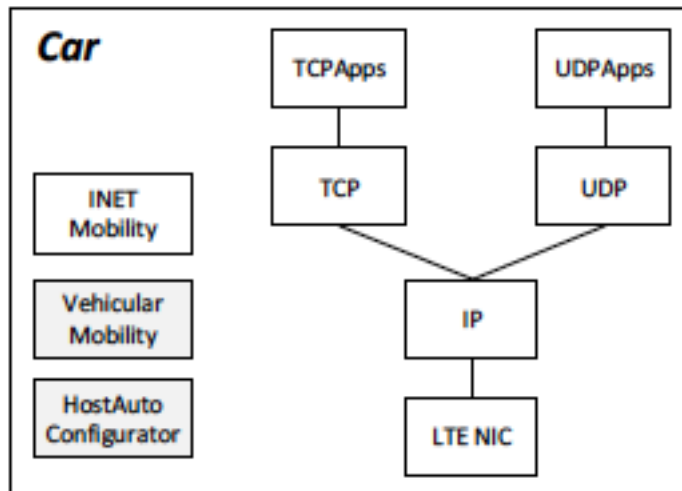 Car
TCPApps
UDPApps
TCP
UDP
INET
Mobility
Vehicular
Mobility
IP
HostAuto
Configurator
LTE NIC